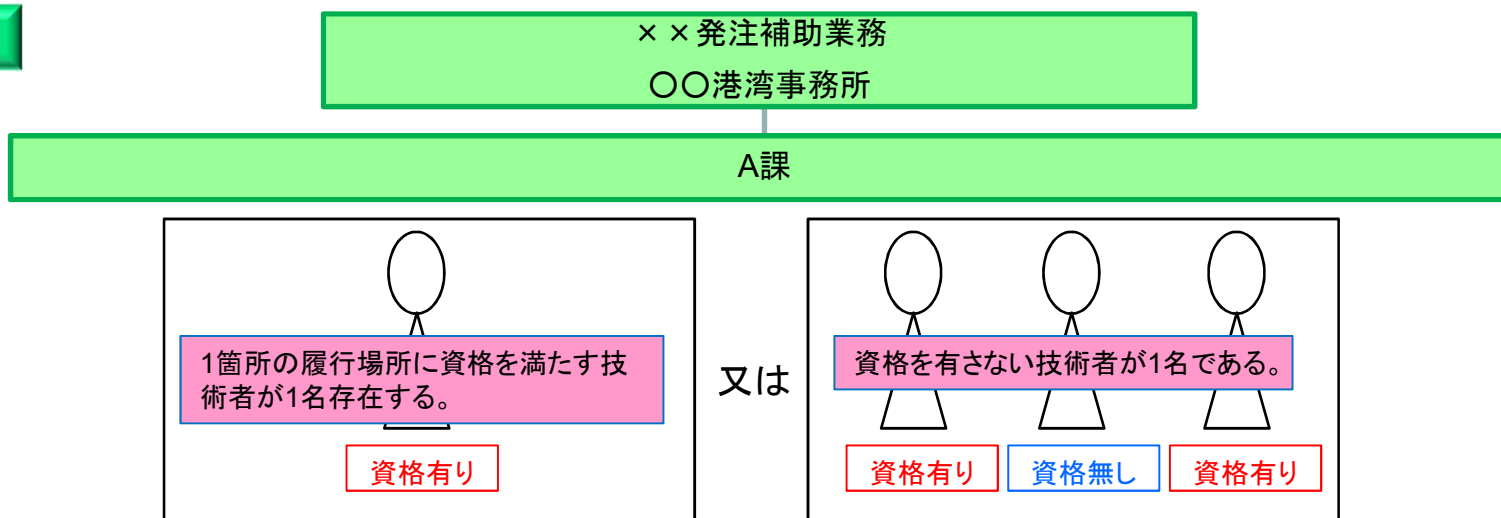 ××発注補助業務
○○港湾事務所
A課
1箇所の履行場所に資格を満たす技
術者が1名存在する。
資格有り
又は
資格を有さない技術者が1名である。
資格有り
資格無し
資格有り